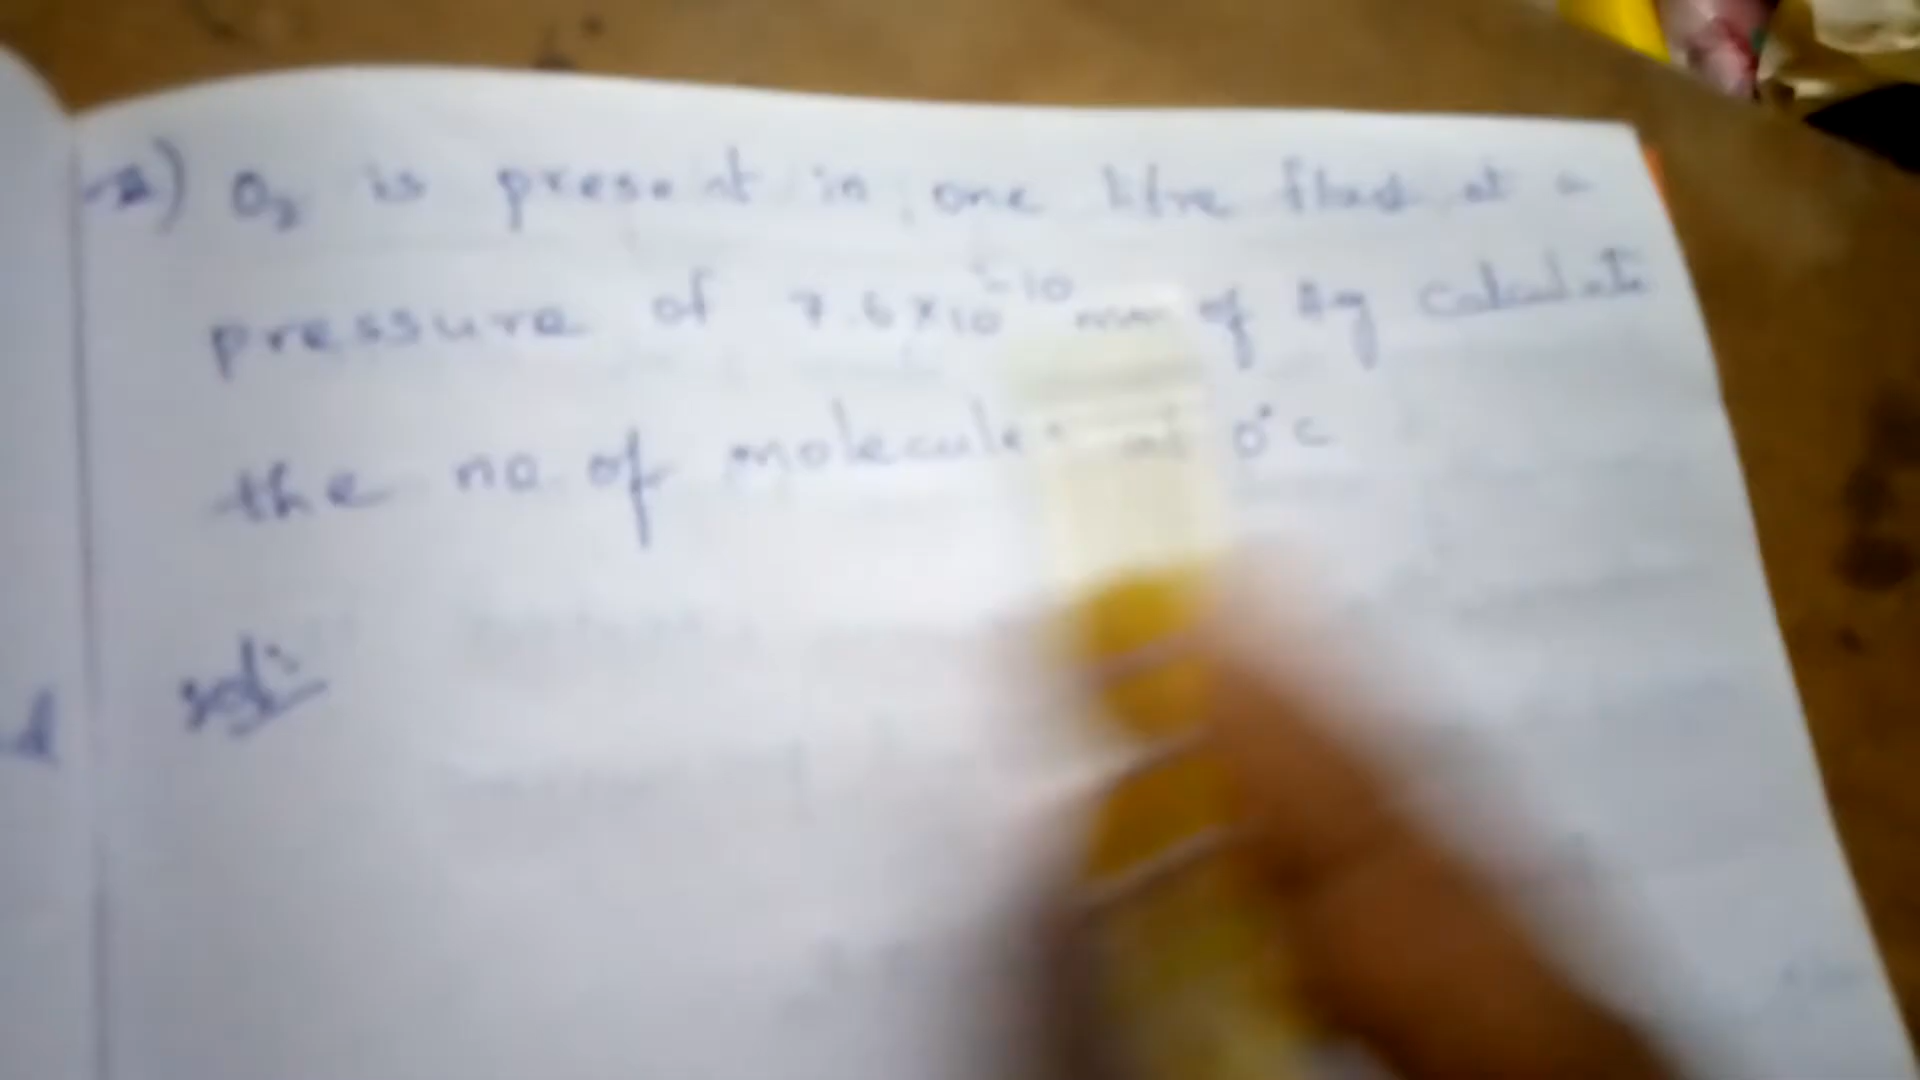 2) O₂ is present in one litre flask at a
pressure of 7.6×10⁻¹⁰ mm of Hg calculate
the no of molecules at 0°C
sol: